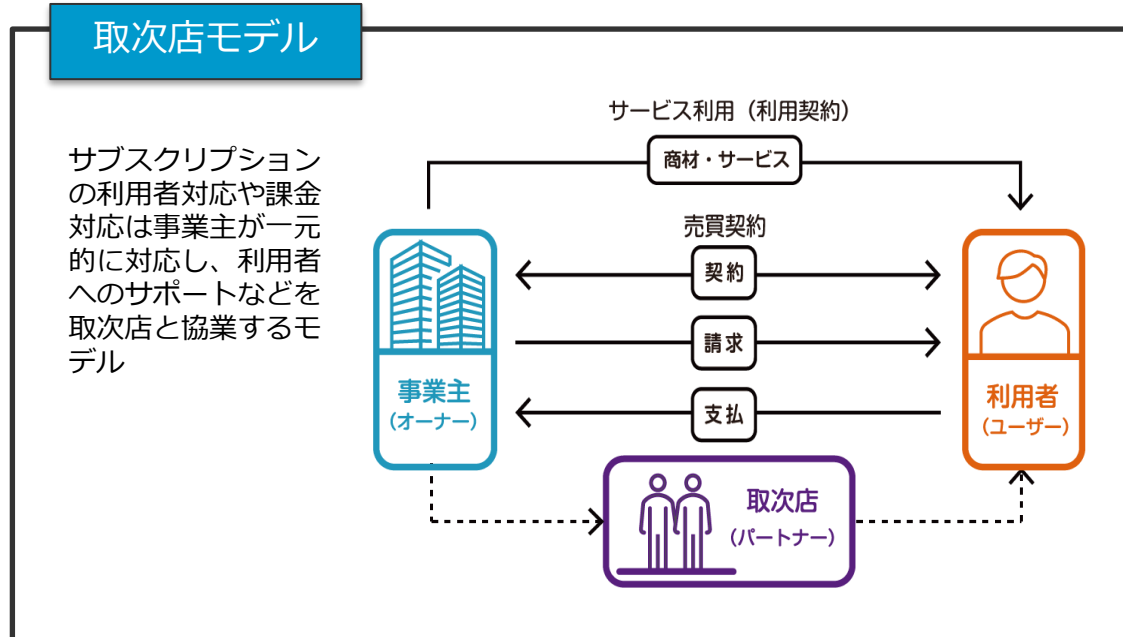 取次店モデル
サブスクリプション
の利用者対応や課金
対応は事業主が一元
的に対応し、利用者
へのサポートなどを
取次店と協業するモ
デル
サービス利用（利用契約）
商材・サービス
売買契約
契約
請求
支払
事業主
（オーナー）
利用者
（ユーザー）
取次店
（パートナー）